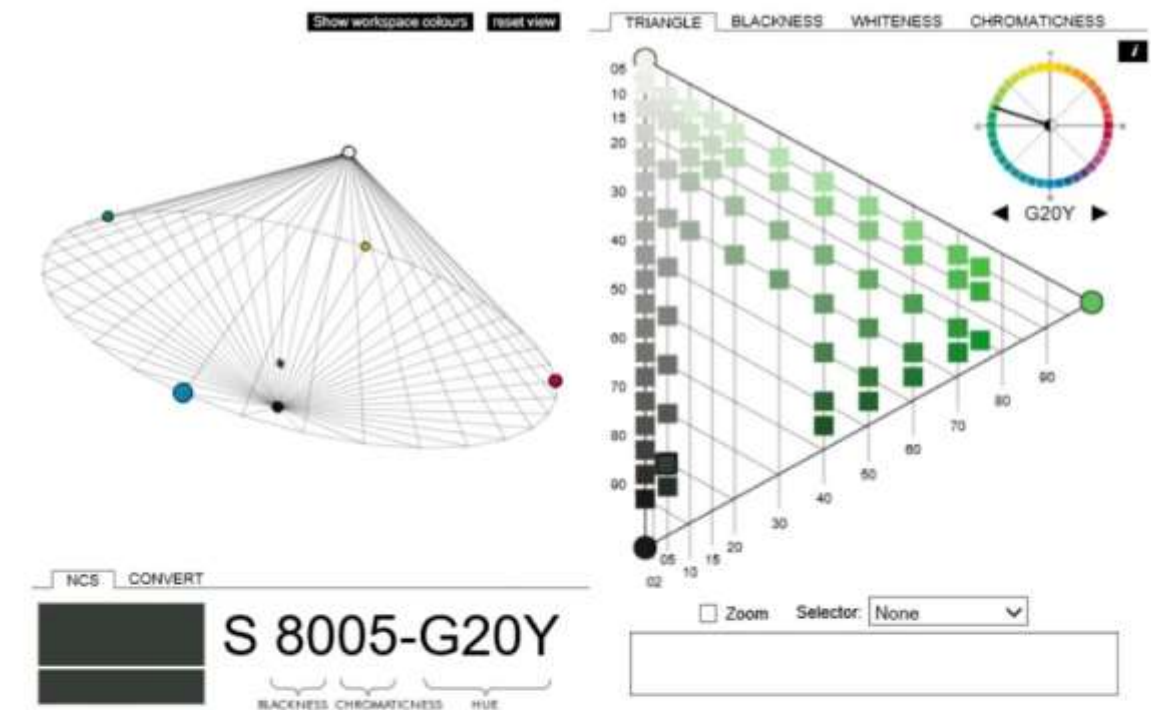 Show workspace colours reset view
TRIANGLE BLACKNESS WHITENESS CHROMATICNESS
i
05
10
15
20
30
40
50
60
70
80
90
G20Y
90
80
70
60
50
40
30
20
15
10
05
02
NCS CONVERT
S 8005-G20Y
BLACKNESS CHROMATICNESS HUE
Zoom Selector: None